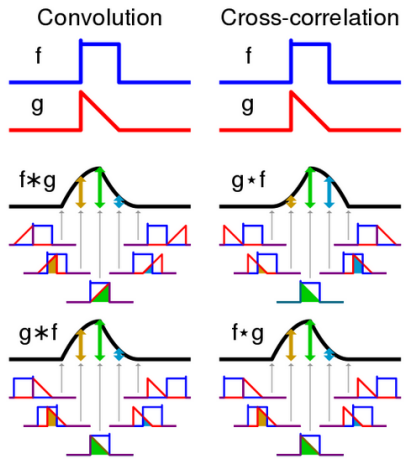 Convolution
Cross-correlation
f
f
g
g
f∗g
g⋆f
g∗f
f⋆g